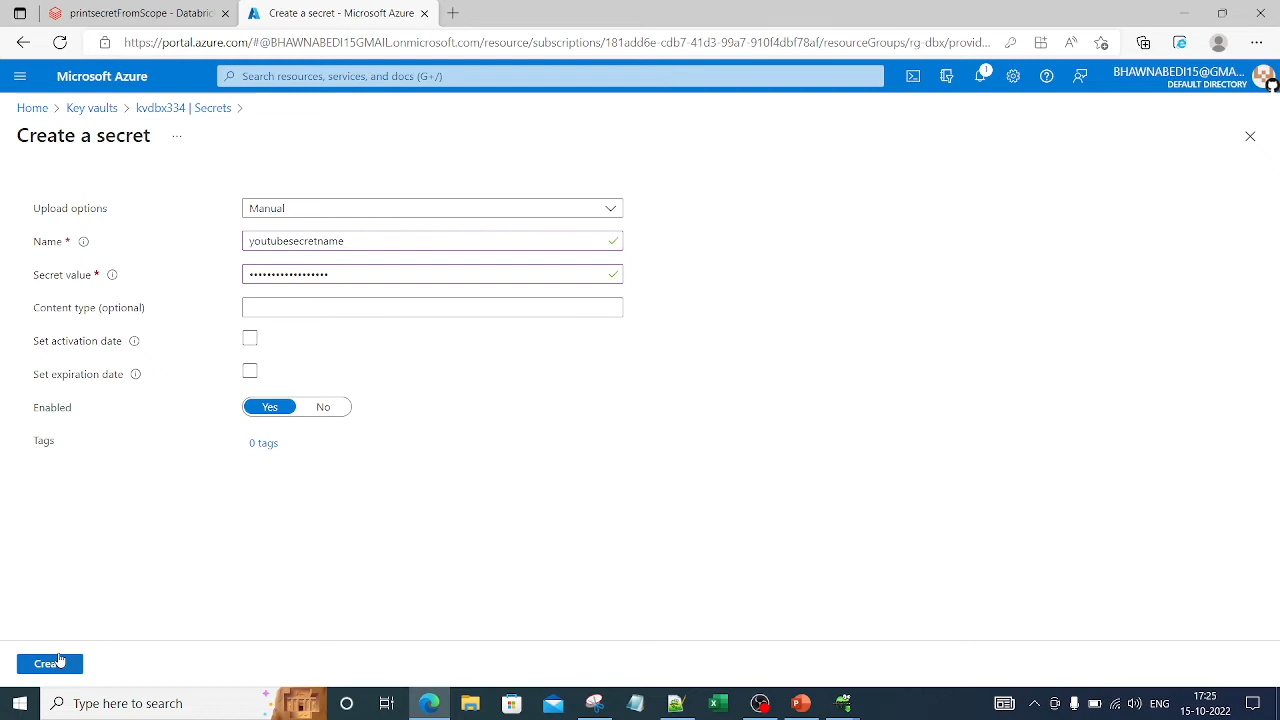 printsecretFromScope - Databric
Create a secret - Microsoft Azure
https://portal.azure.com/#@BHAWNABEDI15GMAIL.onmicrosoft.com/resource/subscriptions/181add6e-cdb7-41d3-99a7-910f4dbf78af/resourceGroups/rg-dbx/provid...
Microsoft Azure
Search resources, services, and docs (G+/)
1
BHAWNABEDI15@GMA...
DEFAULT DIRECTORY
Home > Key vaults > kvdbx334 | Secrets >
Create a secret ...
Upload options
Manual
Name *
youtubesecretname
Secret value *
••••••••••••••••••
Content type (optional)
Set activation date
Set expiration date
Enabled
Yes No
Tags
0 tags
Create
Type here to search
ENG
17:25
15-10-2022